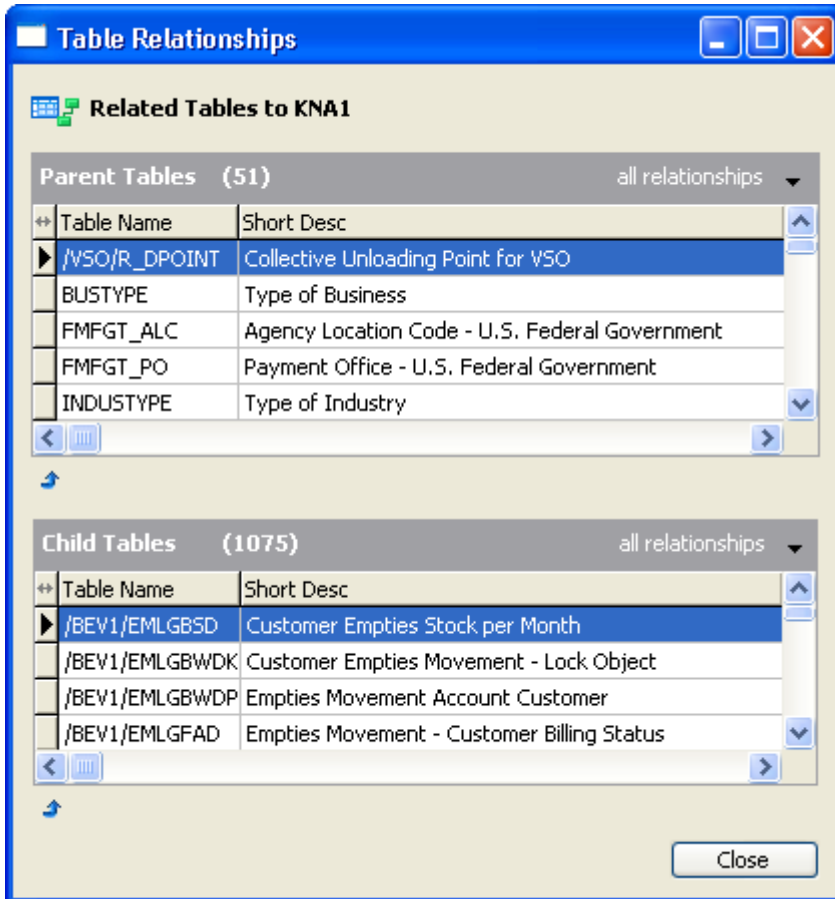 Table Relationships
Related Tables to KNA1
Parent Tables (51) all relationships
Table Name Short Desc
/VSO/R_DPOINT Collective Unloading Point for VSO
BUSTYPE Type of Business
FMFGT_ALC Agency Location Code - U.S. Federal Government
FMFGT_PO Payment Office - U.S. Federal Government
INDUSTYPE Type of Industry
Child Tables (1075) all relationships
Table Name Short Desc
/BEV1/EMLGBSD Customer Empties Stock per Month
/BEV1/EMLGBWDK Customer Empties Movement - Lock Object
/BEV1/EMLGBWDP Empties Movement Account Customer
/BEV1/EMLGFAD Empties Movement - Customer Billing Status
Close